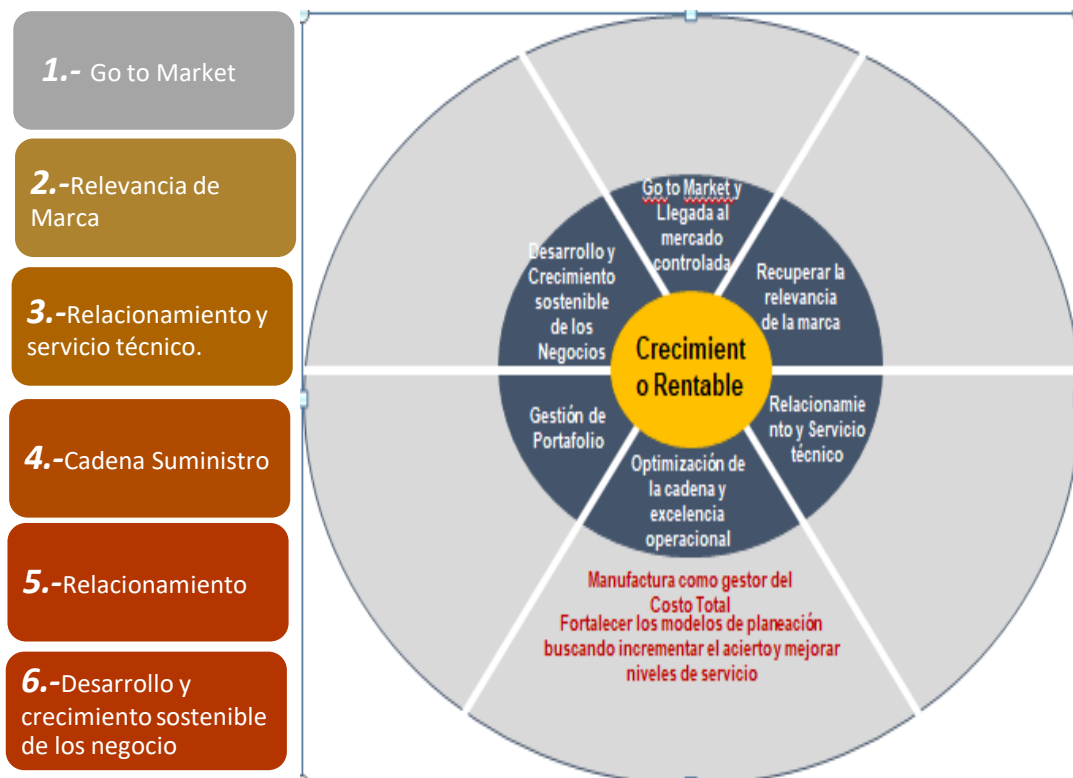 1.- Go to Market
2.-Relevancia de
Marca
3.-Relacionamiento y
servicio técnico.
4.-Cadena Suministro
5.-Relacionamiento
6.-Desarrollo y
crecimiento sostenible
de los negocio
Go to Market y
Llegada al
mercado
controlada
Recuperar la
relevancia
de la marca
Relacionamie
nto y Servicio
técnico
Optimización de
la cadena y
excelencia
operacional
Gestión de
Portafolio
Desarrollo y
Crecimiento
sostenible
de los
Negocios
Crecimient
o Rentable
Manufactura como gestor del
Costo Total
Fortalecer los modelos de planeación
buscando incrementar el acierto y mejorar
niveles de servicio